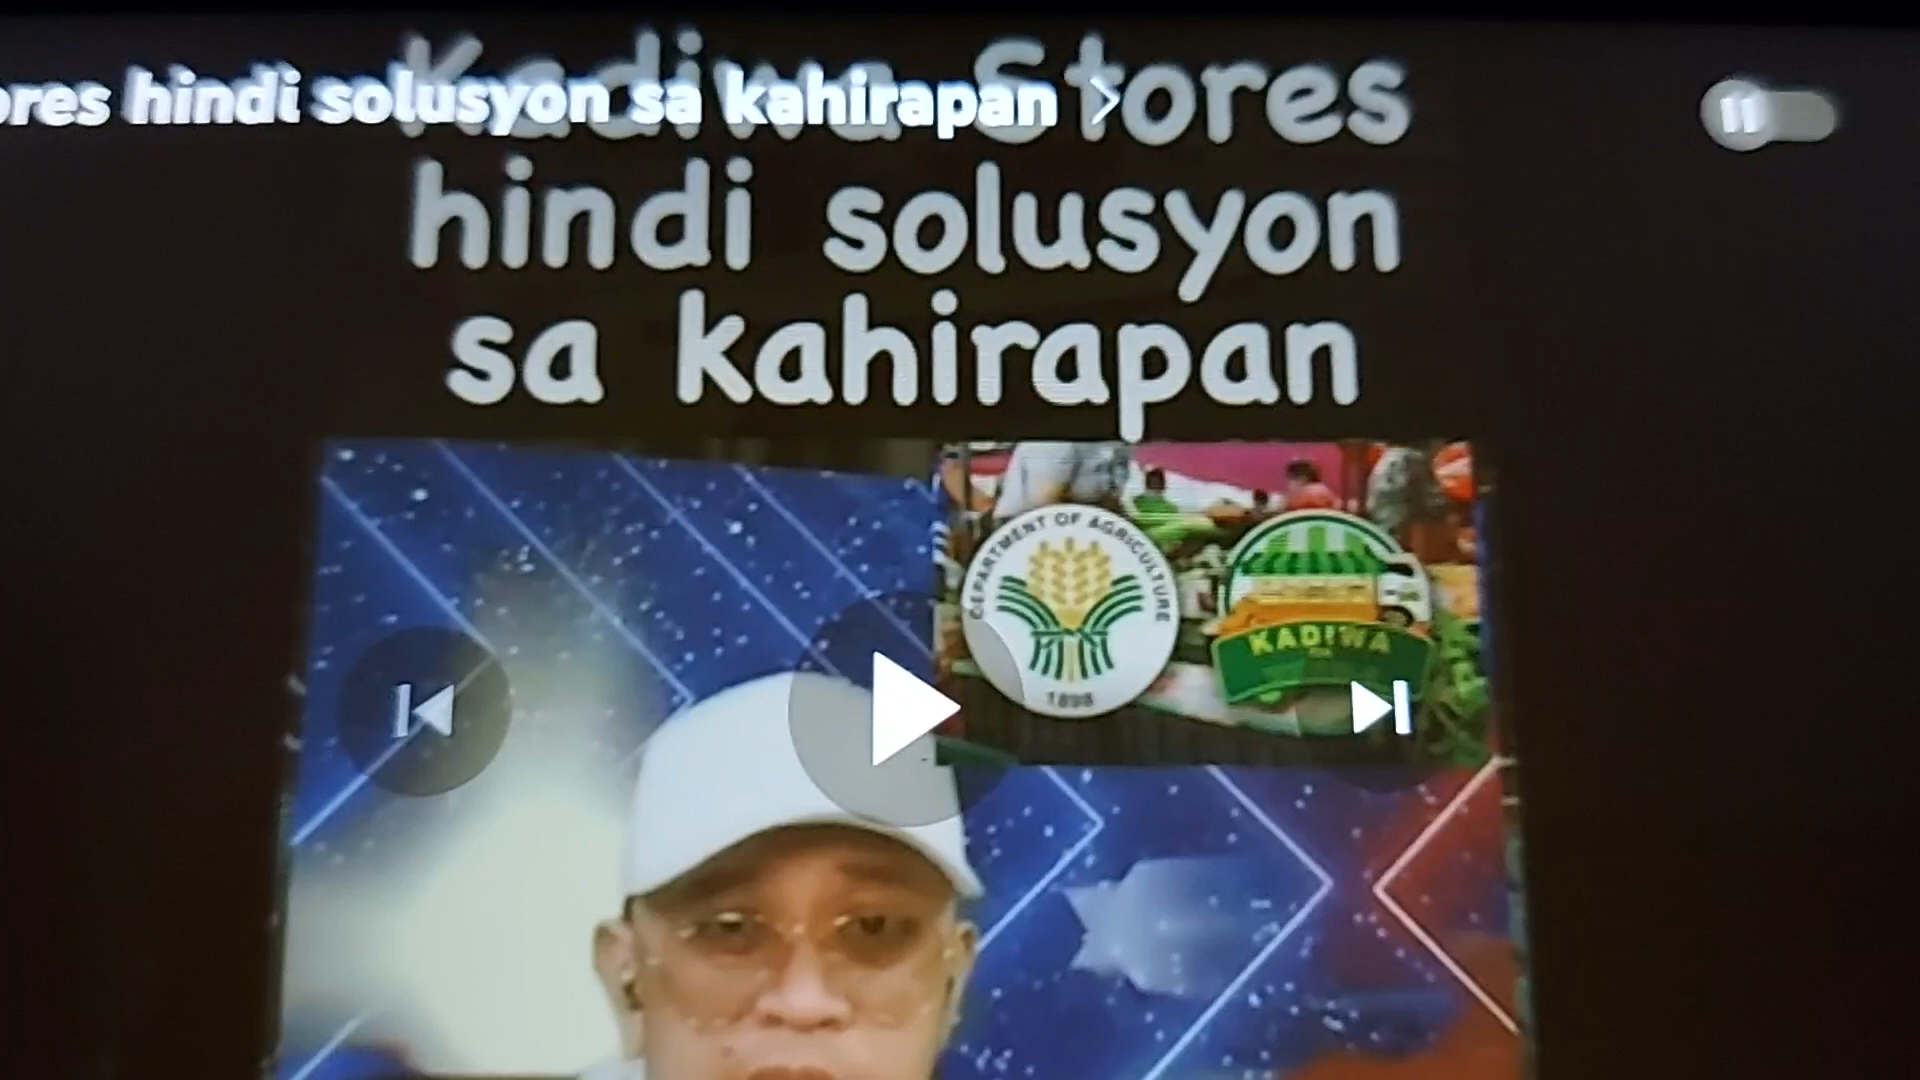 ores hindi solusyon sa kahirapan
Kadiwa Stores
hindi solusyon
sa kahirapan
DEPARTMENT OF AGRICULTURE
1898
KADIWA